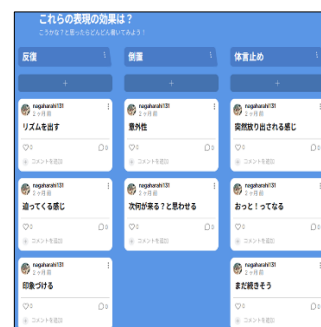 これらの表現の効果は？
こうかな？と思ったらどんどん書いてみよう！
反復
倒置
体言止め
+
+
+
nagaharahi131
2ヶ月前
リズムを出す
♡0
0
コメントを追加
nagaharahi131
2ヶ月前
意外性
♡0
0
コメントを追加
nagaharahi131
2ヶ月前
突然放り出される感じ
♡0
0
コメントを追加
nagaharahi131
2ヶ月前
迫ってくる感じ
♡0
0
コメントを追加
nagaharahi131
2ヶ月前
次何が来る？と思わせる
♡0
0
コメントを追加
nagaharahi131
2ヶ月前
おっと！ってなる
♡0
0
コメントを追加
nagaharahi131
2ヶ月前
印象づける
♡0
0
コメントを追加
nagaharahi131
2ヶ月前
まだ続きそう
♡0
0
コメントを追加